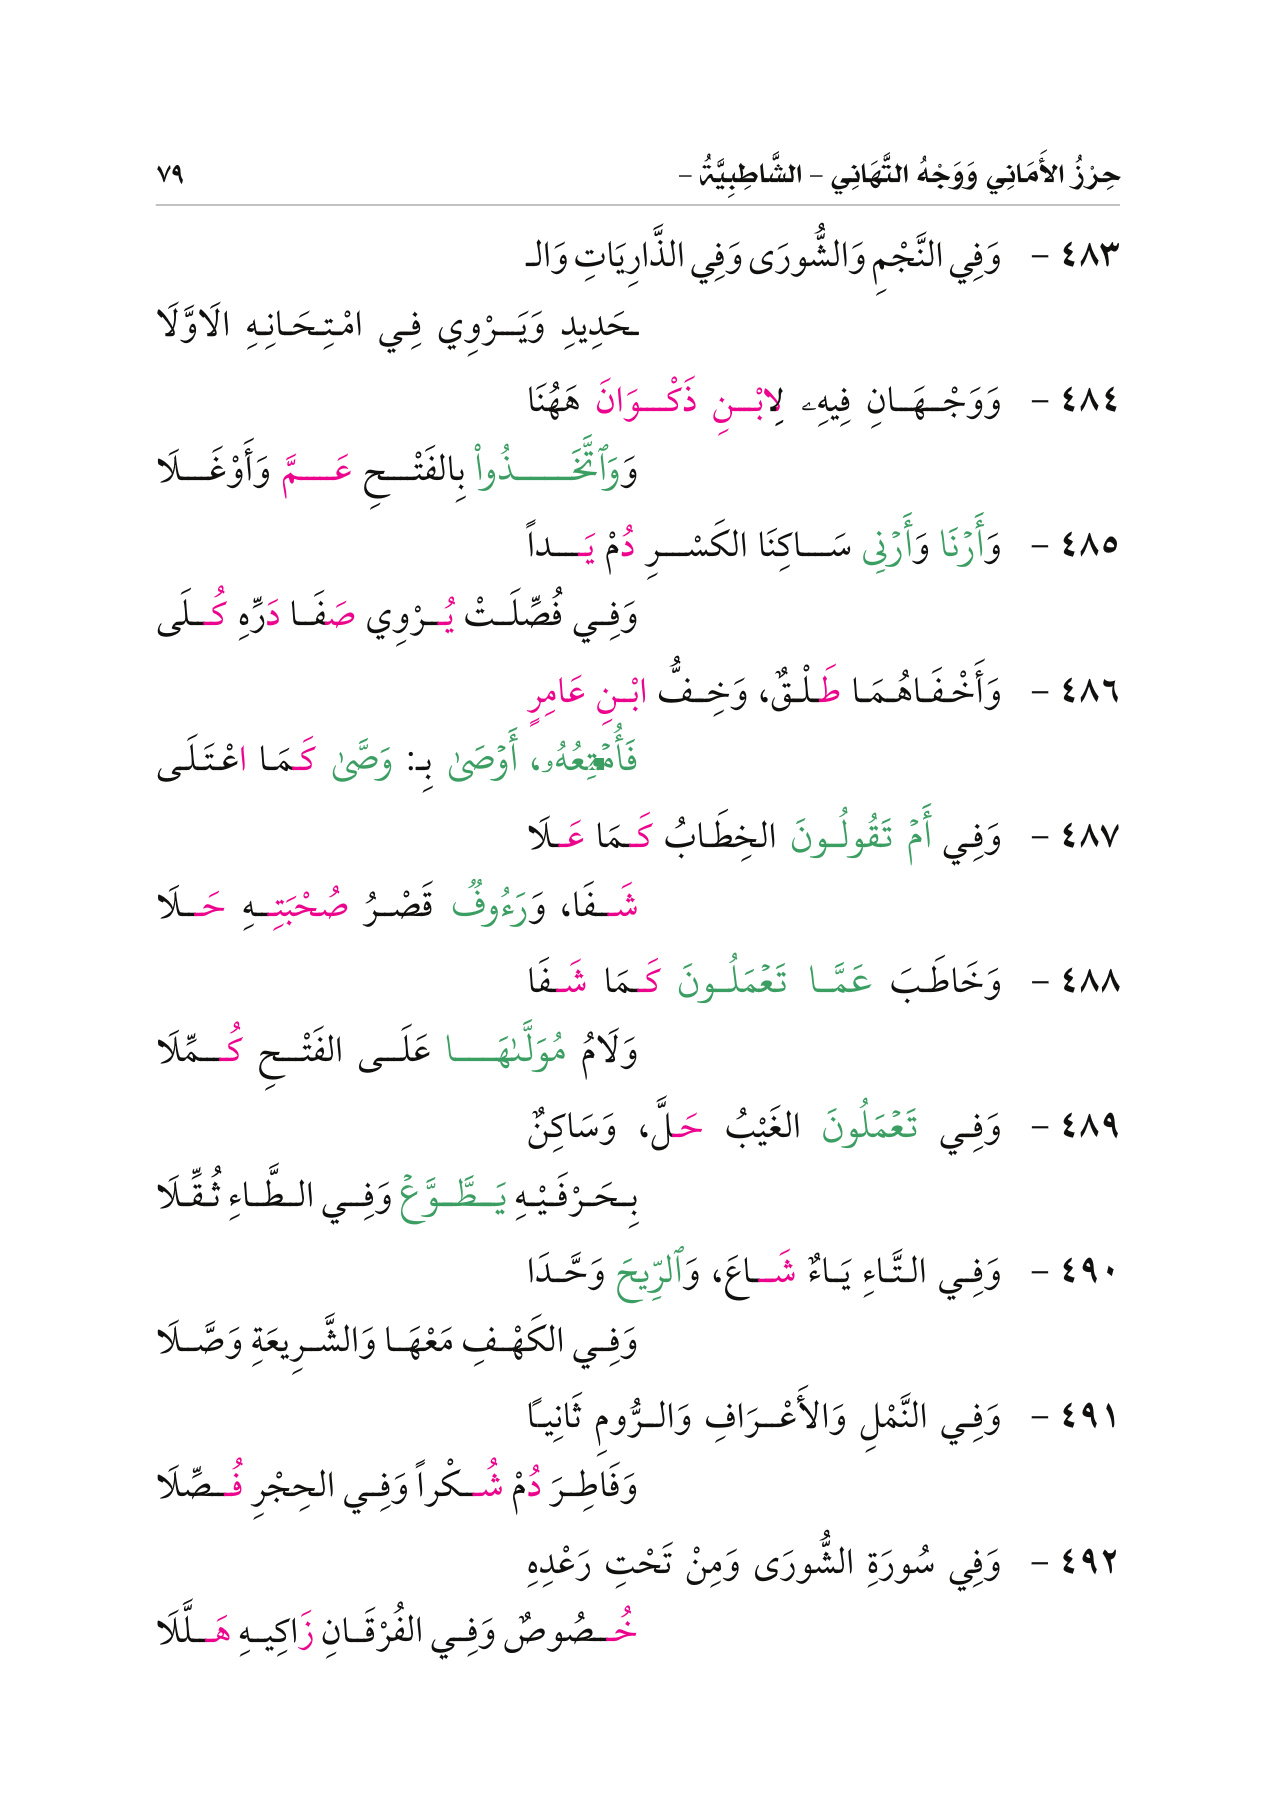 حِرْزُ الأَمَانِي وَوَجْهُ التَّهَانِي – الشَّاطِبِيَّةُ – ٧٩
٤٨٣ – وَفِي النَّجْمِ وَالشُّورَى وَفِي الذَّارِيَاتِ وَالـ
ـحَدِيدِ وَيَـرْوِي فِي امْتِحَانِهِ الَاوَّلَا
٤٨٤ – وَوَجْهَانِ فِيهِۦ لِابْنِ ذَكْوَانَ هَهُنَا
وَوَٱتَّخَذُواْ بِالفَتْحِ عَمَّ وَأَوْغَلَا
٤٨٥ – وَأَرْنَا وَأَرْنِي سَاكِنَا الكَسْرِ دُمْ يَداً
وَفِي فُصِّلَتْ يُرْوِي صَفَا دَرِّهِ كُلَى
٤٨٦ – وَأَخْفَاهُمَا طَلْقٌ، وَخِفُّ ابْنِ عَامِرٍ
فَأُمْتِعُهُۥ، أَوْصَىٰ بِـ: وَصَّىٰ كَمَا اعْتَلَى
٤٨٧ – وَفِي أَمْ تَقُولُونَ الخِطَابُ كَمَا عَلَا
شَفَا، وَرَءُوفٌ قَصْرُ صُحْبَتِهِ حَلَا
٤٨٨ – وَخَاطَبَ عَمَّا تَعْمَلُونَ كَمَا شَفَا
وَلَامُ مُوَلَّىٰهَا عَلَى الفَتْحِ كُمِّلَا
٤٨٩ – وَفِي تَعْمَلُونَ الغَيْبُ حَلَّ، وَسَاكِنٌ
بِحَرْفَيْهِ يَطَّوَّعْ وَفِي الطَّاءِ ثُقِّلَا
٤٩٠ – وَفِي التَّاءِ يَاءٌ شَاعَ، وَٱلرِّيحَ وَحَّدَا
وَفِي الكَهْفِ مَعْهَا وَالشَّرِيعَةِ وَصَّلَا
٤٩١ – وَفِي النَّمْلِ وَالأَعْرَافِ وَالرُّومِ ثَانِيًا
وَفَاطِرَ دُمْ شُكْراً وَفِي الحِجْرِ فُصِّلَا
٤٩٢ – وَفِي سُورَةِ الشُّورَى وَمِنْ تَحْتِ رَعْدِهِ
خُصُوصٌ وَفِي الفُرْقَانِ زَاكِيهِ هَلَّلَا